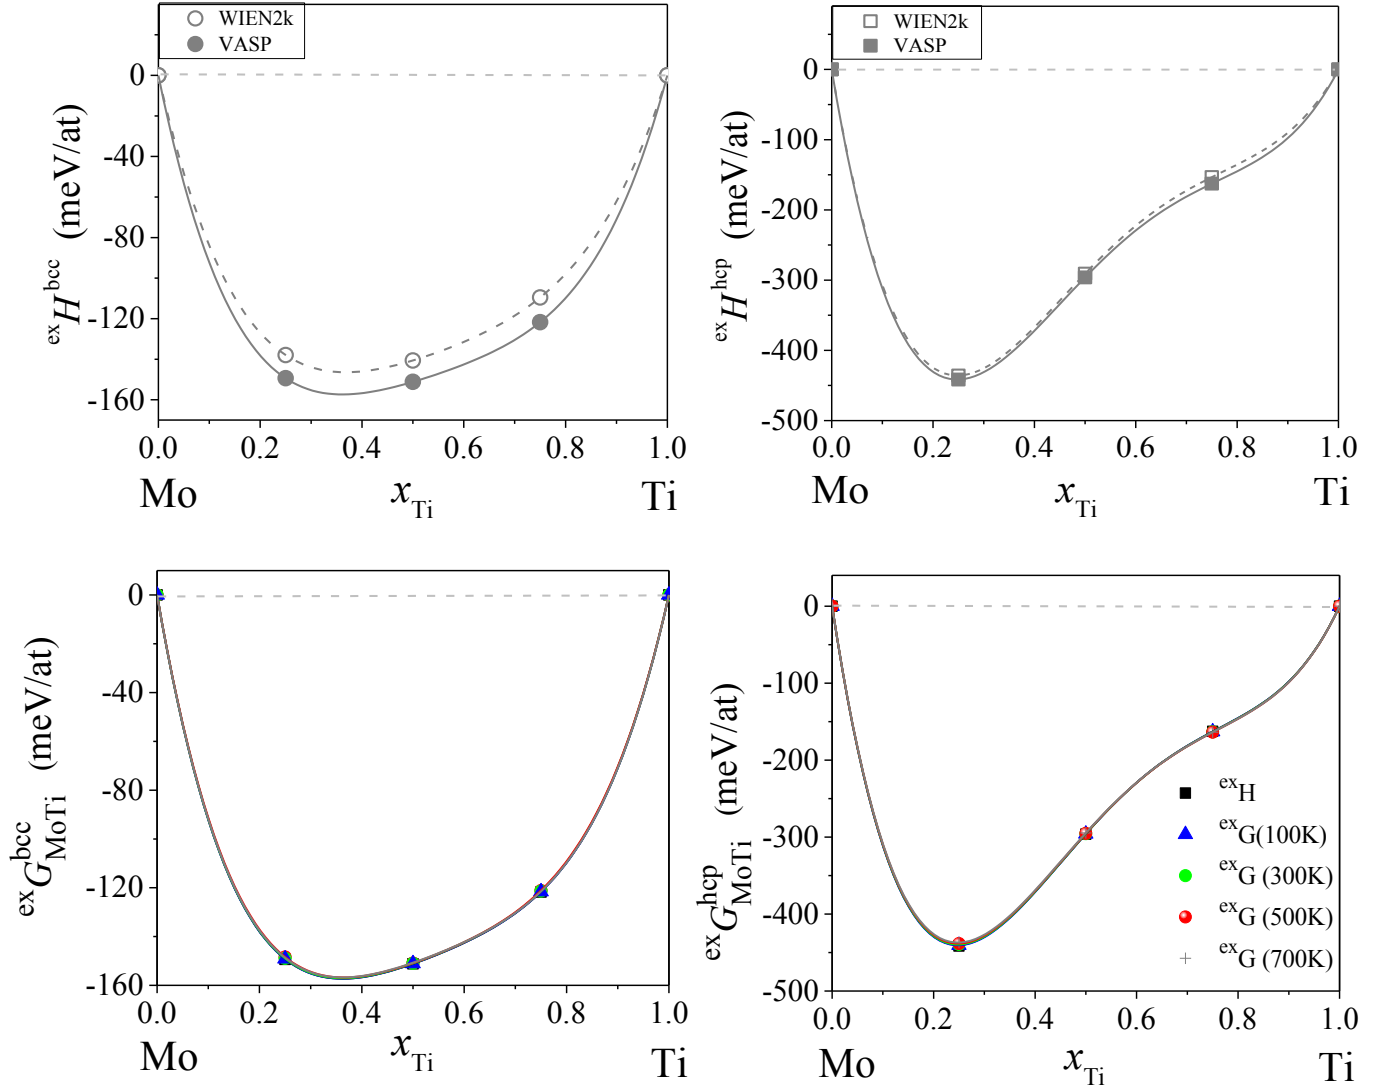 WIEN2k
VASP
0
-40
-80
-120
-160
exHbcc (meV/at)
0.0 0.2 0.4 0.6 0.8 1.0
Mo xTi Ti
WIEN2k
VASP
0
-100
-200
-300
-400
-500
exHhcp (meV/at)
0.0 0.2 0.4 0.6 0.8 1.0
Mo xTi Ti
0
-40
-80
-120
-160
exGbccMoTi (meV/at)
0.0 0.2 0.4 0.6 0.8 1.0
Mo xTi Ti
0
-100
-200
-300
-400
-500
exGhcpMoTi (meV/at)
exH
exG(100K)
exG (300K)
exG (500K)
exG (700K)
0.0 0.2 0.4 0.6 0.8 1.0
Mo xTi Ti